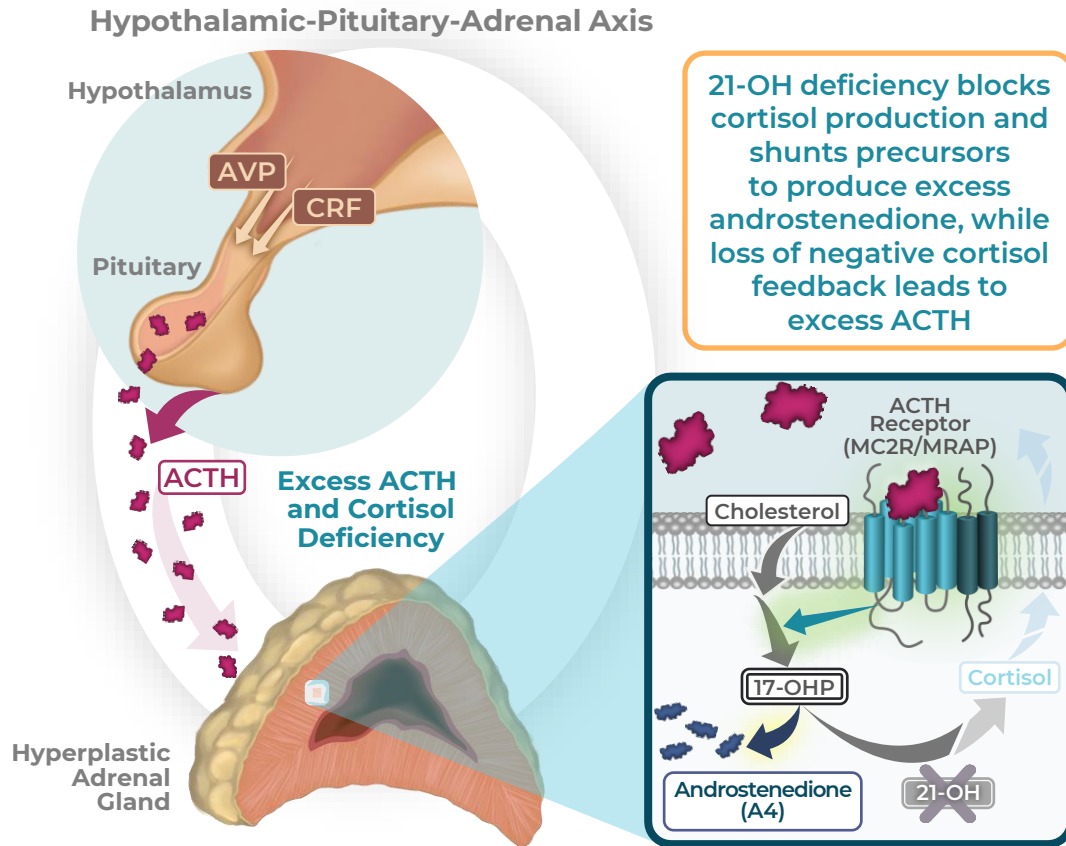 Hypothalamic-Pituitary-Adrenal Axis
Hypothalamus
AVP
CRF
Pituitary
ACTH
Excess ACTH
and Cortisol
Deficiency
Hyperplastic
Adrenal
Gland
21-OH deficiency blocks
cortisol production and
shunts precursors
to produce excess
androstenedione, while
loss of negative cortisol
feedback leads to
excess ACTH
ACTH
Receptor
(MC2R/MRAP)
Cholesterol
17-OHP
Cortisol
Androstenedione
(A4)
21-OH